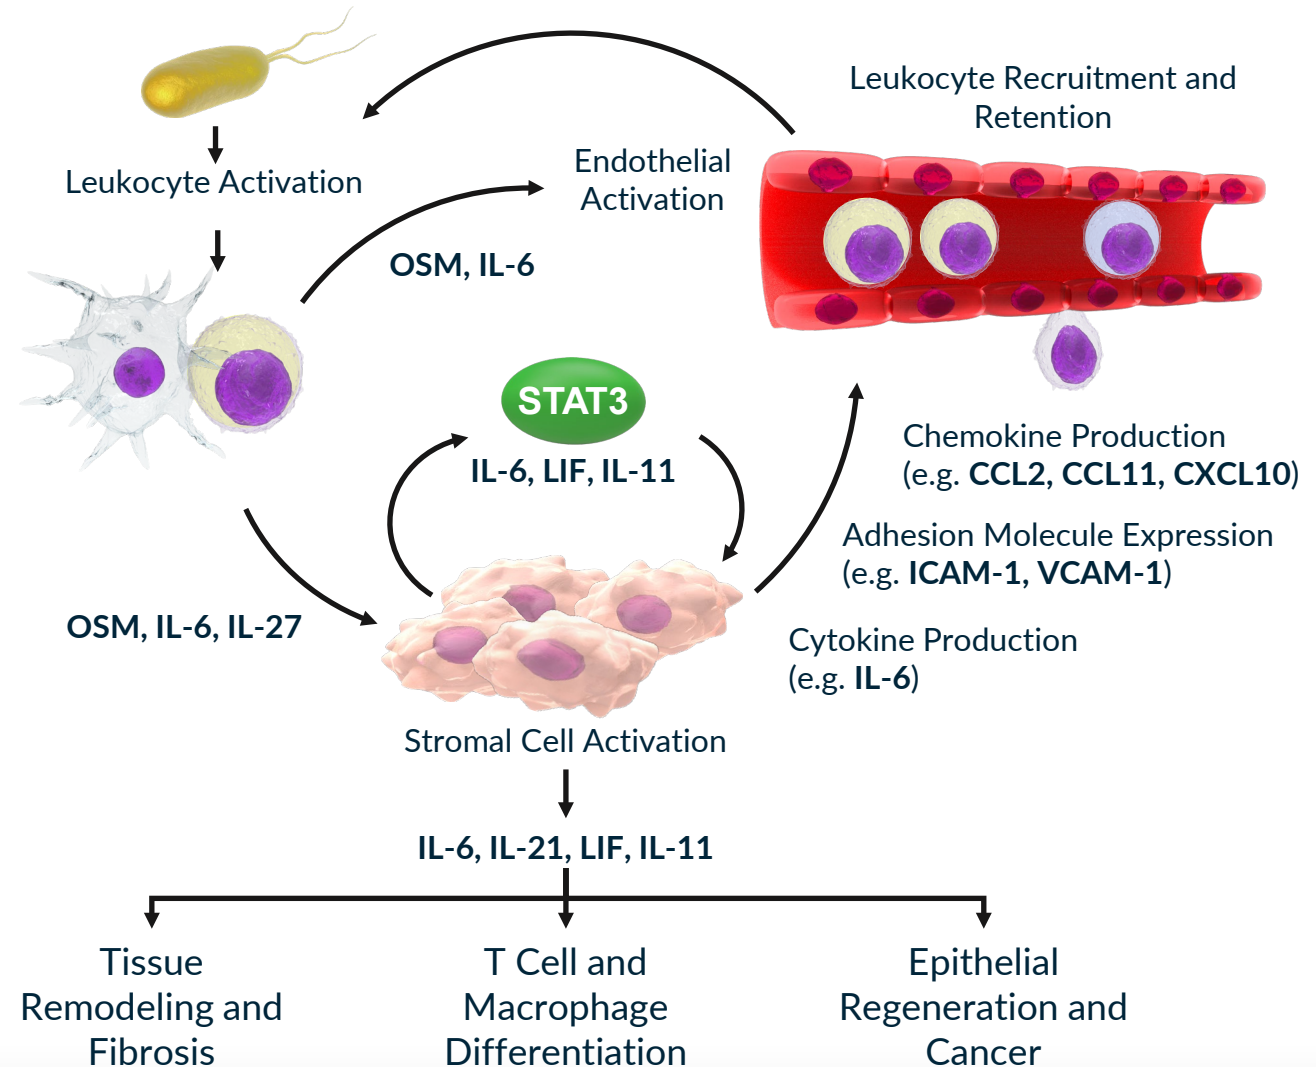 Leukocyte Recruitment and
Retention
Leukocyte Activation
Endothelial
Activation
OSM, IL-6
STAT3
IL-6, LIF, IL-11
Chemokine Production
(e.g. CCL2, CCL11, CXCL10)
Adhesion Molecule Expression
(e.g. ICAM-1, VCAM-1)
OSM, IL-6, IL-27
Cytokine Production
(e.g. IL-6)
Stromal Cell Activation
IL-6, IL-21, LIF, IL-11
Tissue
Remodeling and
Fibrosis
T Cell and
Macrophage
Differentiation
Epithelial
Regeneration and
Cancer